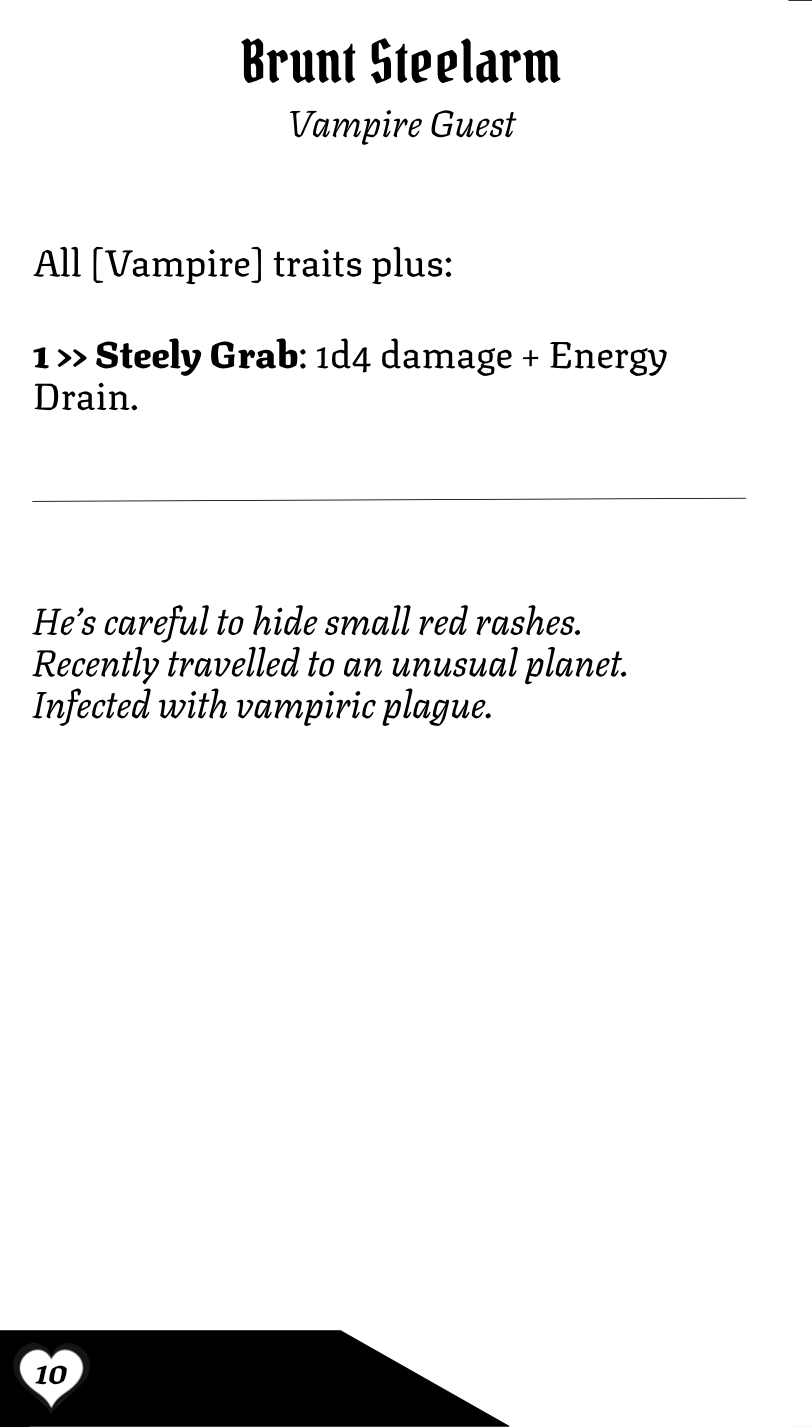 Brunt Steelarm
Vampire Guest
All [Vampire] traits plus:
1 >> Steely Grab: 1d4 damage + Energy
Drain.
He's careful to hide small red rashes.
Recently travelled to an unusual planet.
Infected with vampiric plague.
10